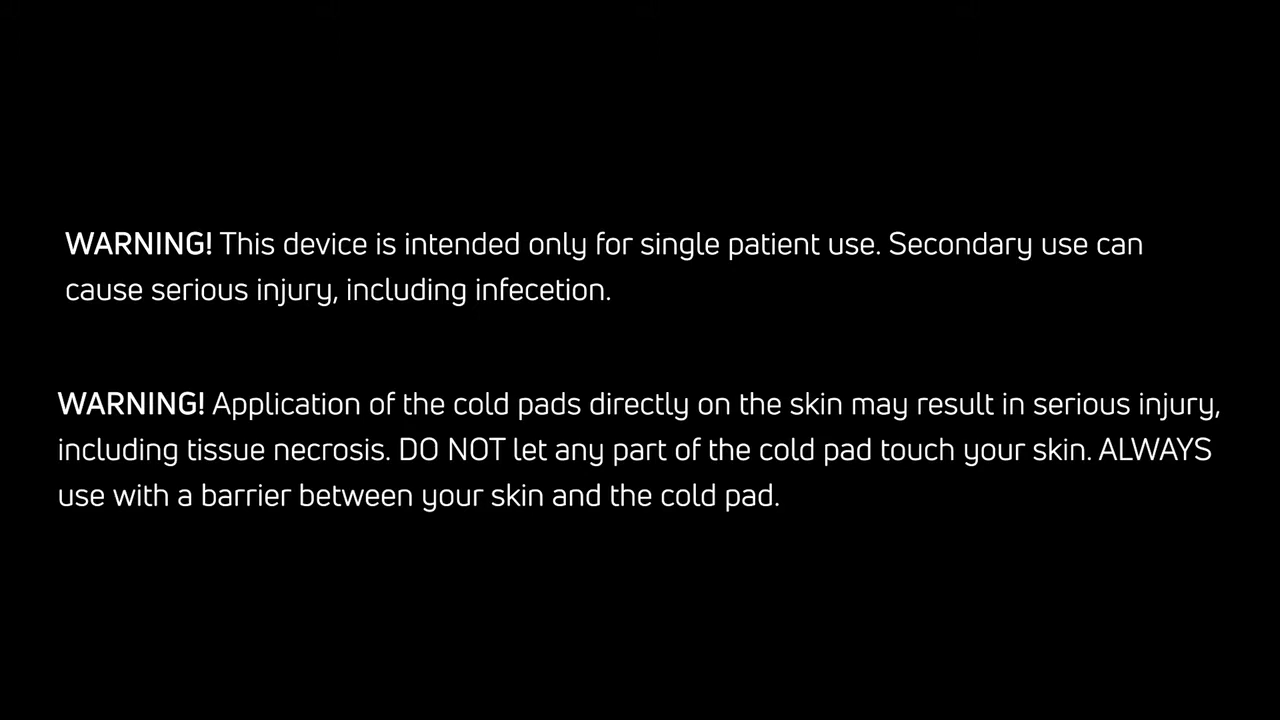 WARNING! This device is intended only for single patient use. Secondary use can
cause serious injury, including infecetion.
WARNING! Application of the cold pads directly on the skin may result in serious injury,
including tissue necrosis. DO NOT let any part of the cold pad touch your skin. ALWAYS
use with a barrier between your skin and the cold pad.